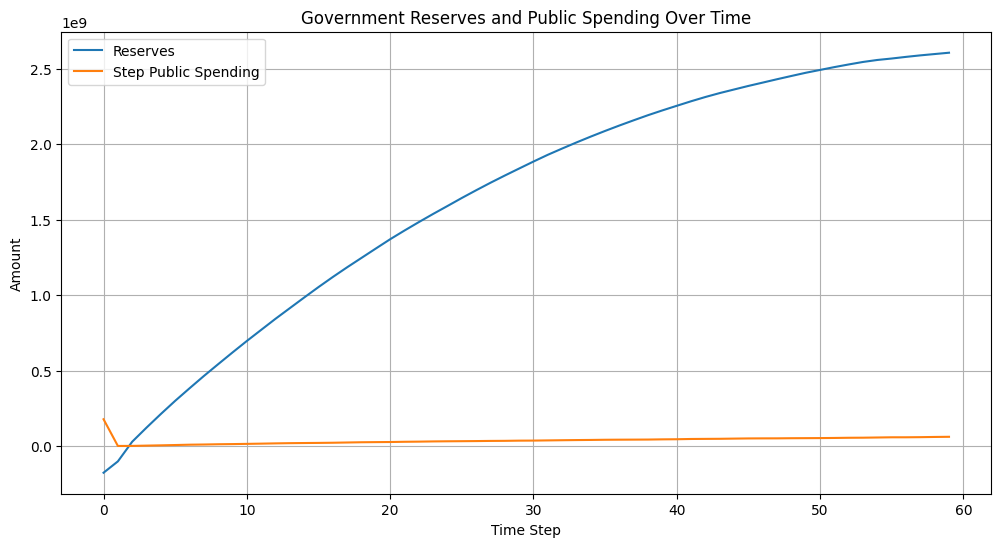 Government Reserves and Public Spending Over Time
1e9
Reserves
Step Public Spending
2.5
2.0
1.5
1.0
0.5
0.0
Amount
0 10 20 30 40 50 60
Time Step